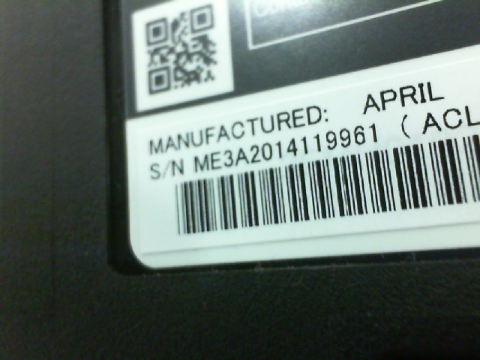 MANUFACTURED: APRIL
S/N ME3A2014119961 ( ACL